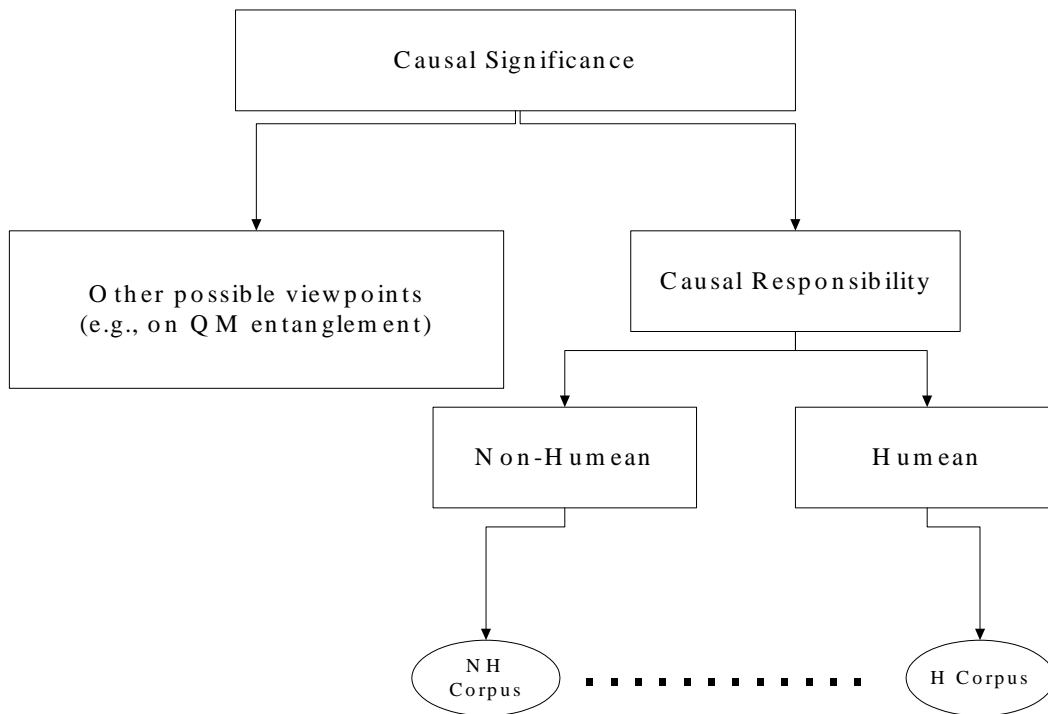 Causal Significance
Other possible viewpoints
(e.g., on QM entanglement)
Causal Responsibility
Non-Humean
Humean
NH
Corpus
H Corpus